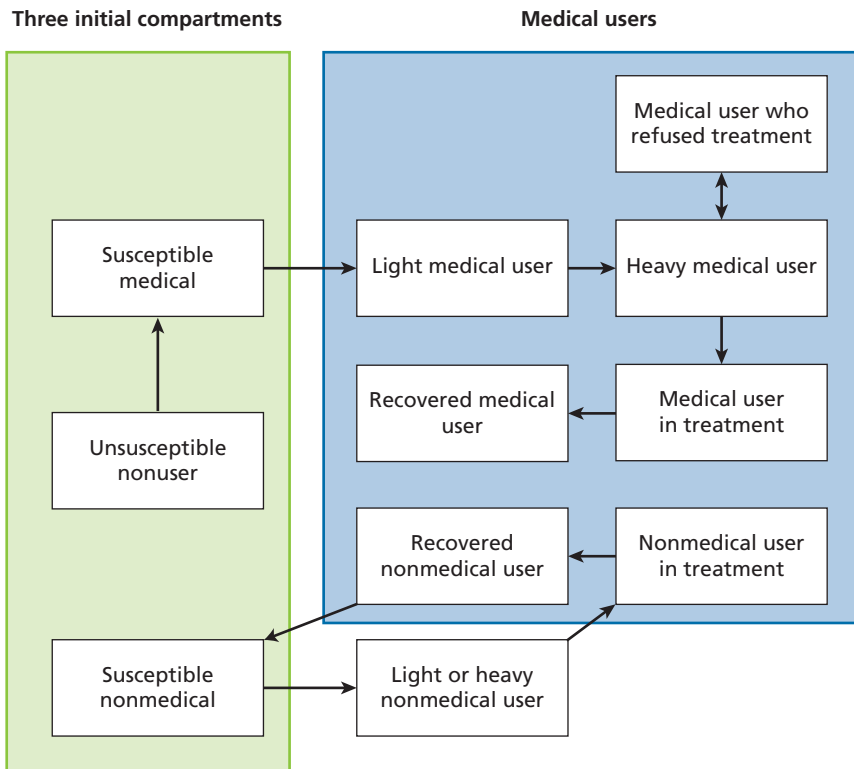 Three initial compartments
Medical users
Medical user who
refused treatment
Susceptible
medical
Light medical user
Heavy medical user
Unsusceptible
nonuser
Recovered medical
user
Medical user
in treatment
Recovered
nonmedical user
Nonmedical user
in treatment
Susceptible
nonmedical
Light or heavy
nonmedical user